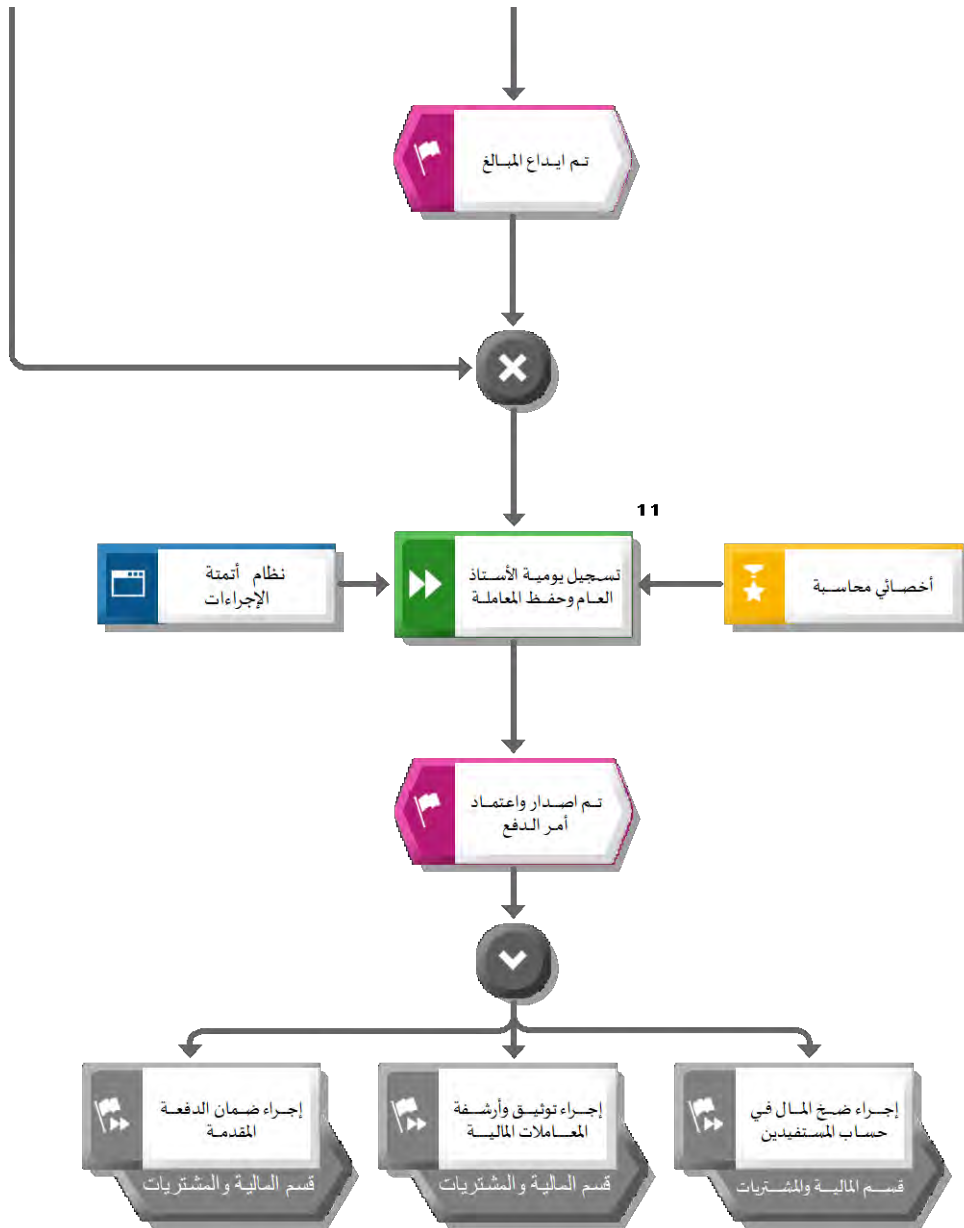 تم ايداع المبالغ
11
أخصائي محاسبة
تسجيل يومية الأستاذ
العام وحفظ المعاملة
نظام أتمتة
الإجراءات
تم اصدار واعتماد
أمر الدفع
إجراء ضخ المال في
حساب المستفيدين
قسم المالية والمشتريات
إجراء توثيق وأرشفة
المعاملات المالية
قسم المالية والمشتريات
إجراء ضمان الدفعة
المقدمة
قسم المالية والمشتريات